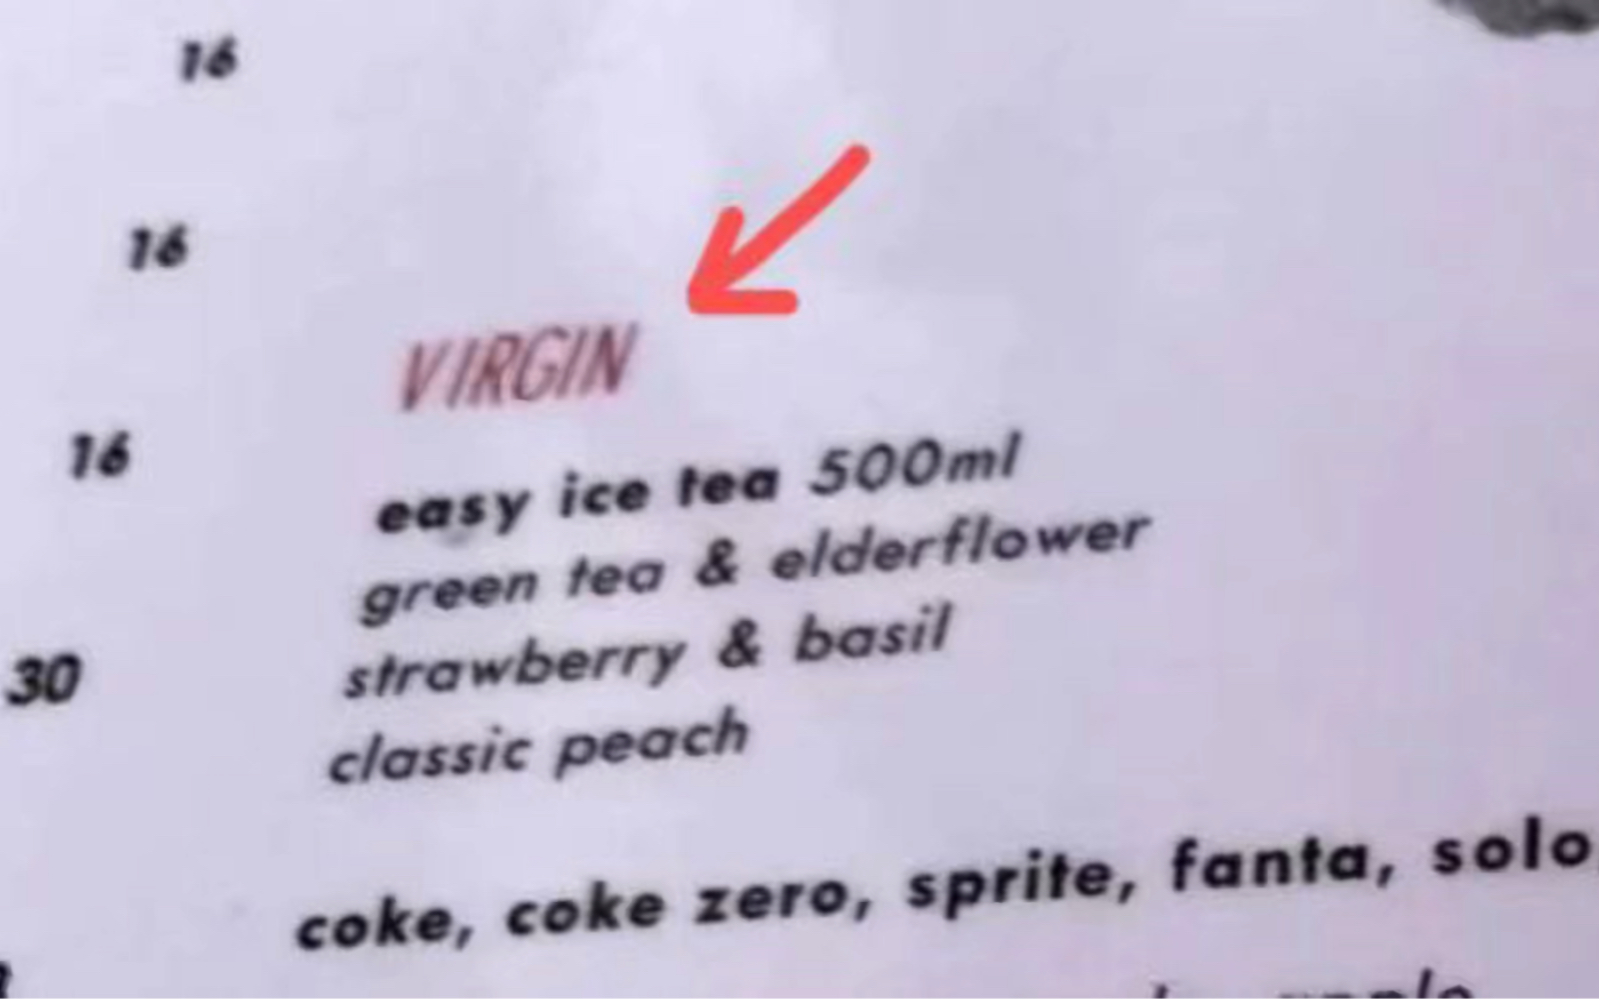 16
16
VIRGIN
16
easy ice tea 500ml
green tea & elderflower
30
strawberry & basil
classic peach
coke, coke zero, sprite, fanta, solo,